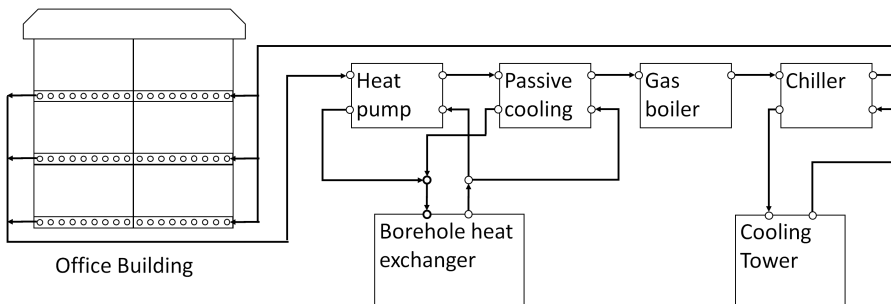 Heat
pump
Passive
cooling
Gas
boiler
Chiller
Borehole heat
exchanger
Cooling
Tower
Office Building